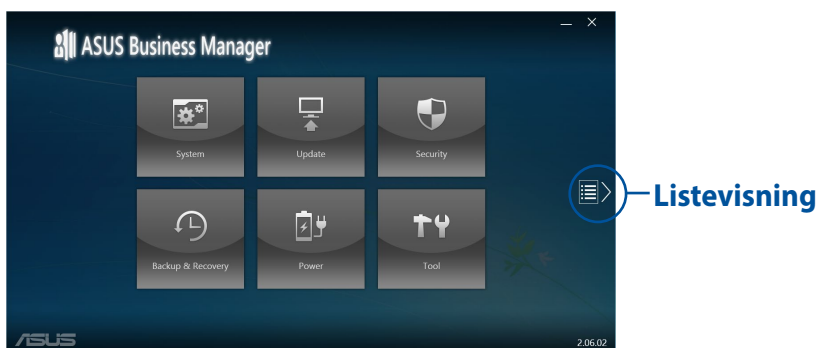 ASUS Business Manager
System
Update
Security
Listevisning
Backup & Recovery
Power
Tool
ASUS
2.06.02